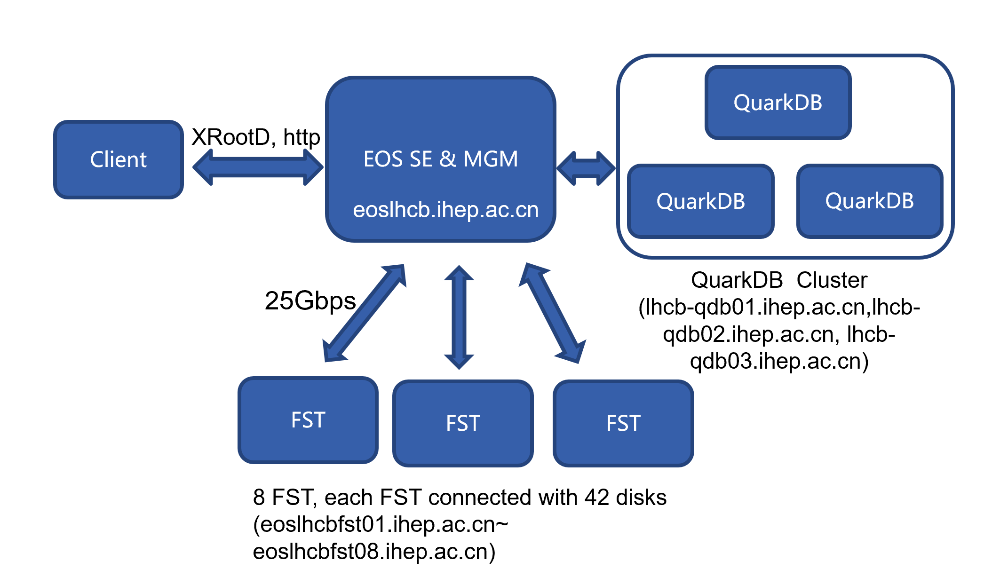 QuarkDB
XRootD, http
Client
EOS SE & MGM
QuarkDB
QuarkDB
eoslhcb.ihep.ac.cn
25Gbps
QuarkDB  Cluster
(lhcb-qdb01.ihep.ac.cn,lhcb-
qdb02.ihep.ac.cn, lhcb-
qdb03.ihep.ac.cn)
FST
FST
FST
8 FST, each FST connected with 42 disks
(eoslhcbfst01.ihep.ac.cn~
eoslhcbfst08.ihep.ac.cn)